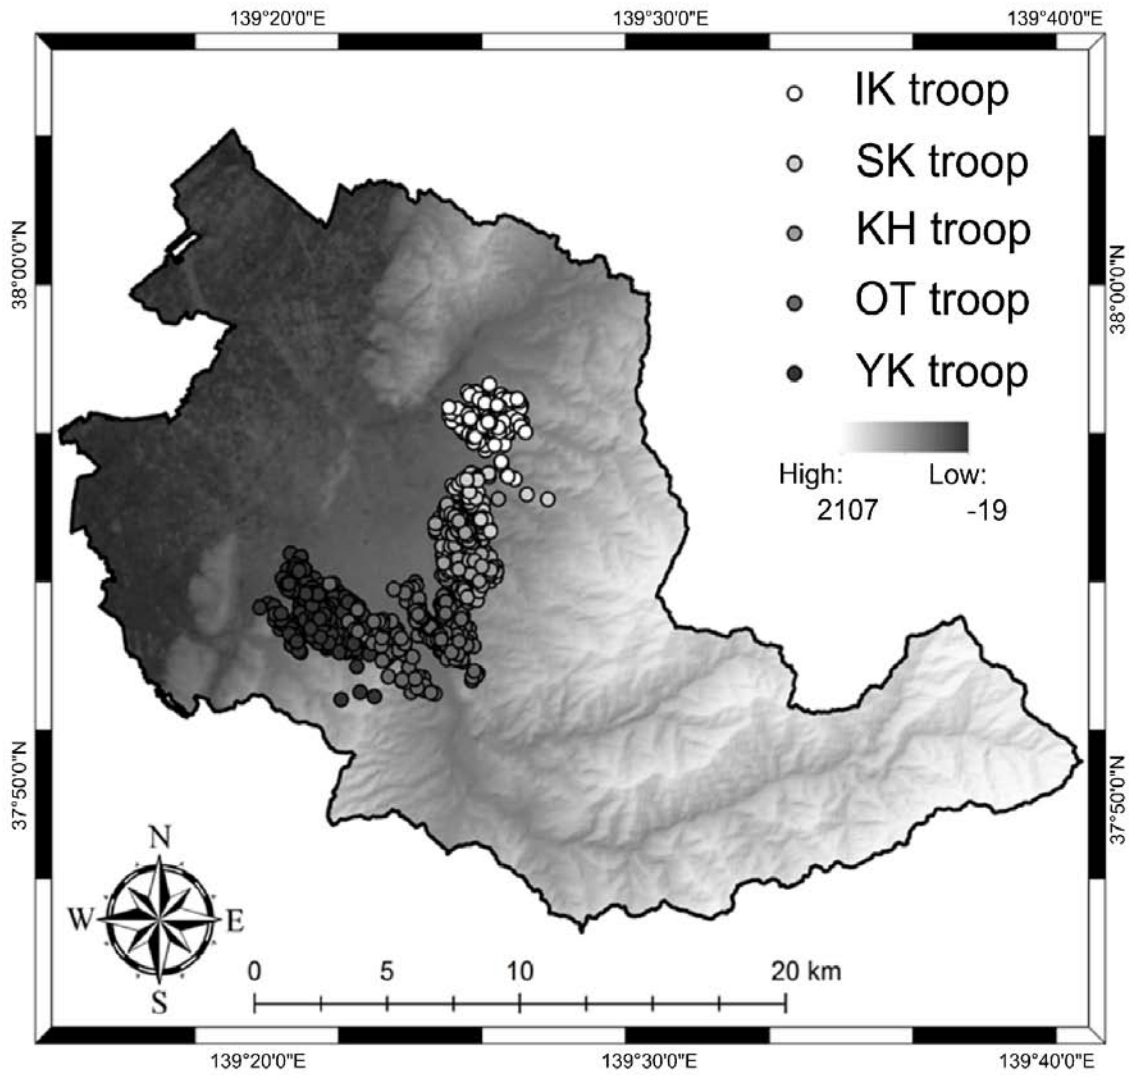 139°20'0"E 139°30'0"E 139°40'0"E
IK troop
SK troop
KH troop
OT troop
YK troop
High: Low:
2107 -19
38°00'0"N
38°00'0"N
37°50'0"N
37°50'0"N
N
W E
S
0 5 10 20 km
139°20'0"E 139°30'0"E 139°40'0"E